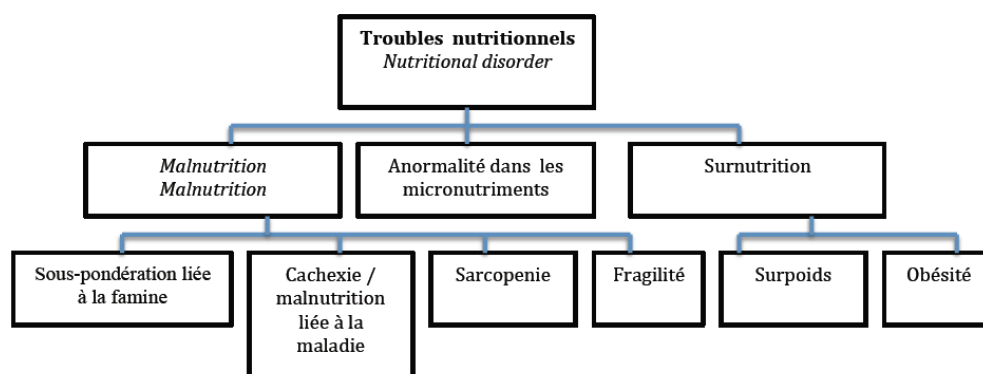 Troubles nutritionnels
Nutritional disorder
Malnutrition
Malnutrition
Anormalité dans les
micronutriments
Surnutrition
Sous-pondération liée
à la famine
Cachexie /
malnutrition
liée à la
maladie
Sarcopenie
Fragilité
Surpoids
Obésité